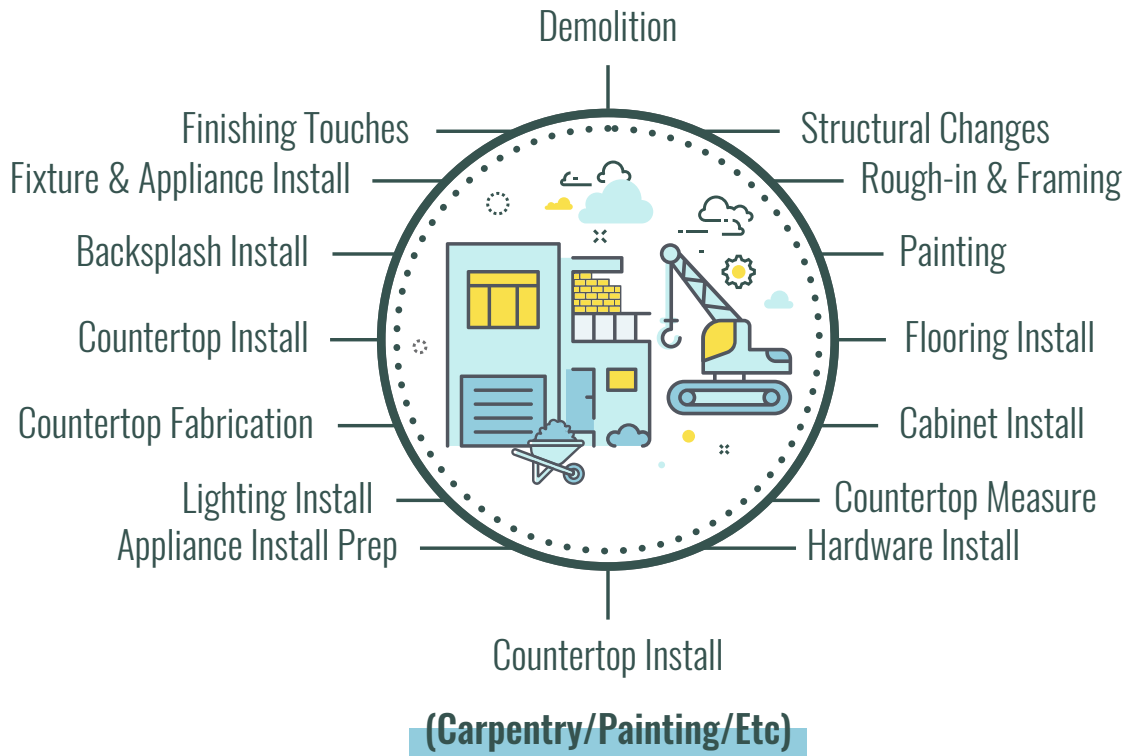 Demolition
Structural Changes
Rough-in & Framing
Painting
Flooring Install
Cabinet Install
Countertop Measure
Hardware Install
Countertop Install
(Carpentry/Painting/Etc)
Appliance Install Prep
Lighting Install
Countertop Fabrication
Countertop Install
Backsplash Install
Fixture & Appliance Install
Finishing Touches